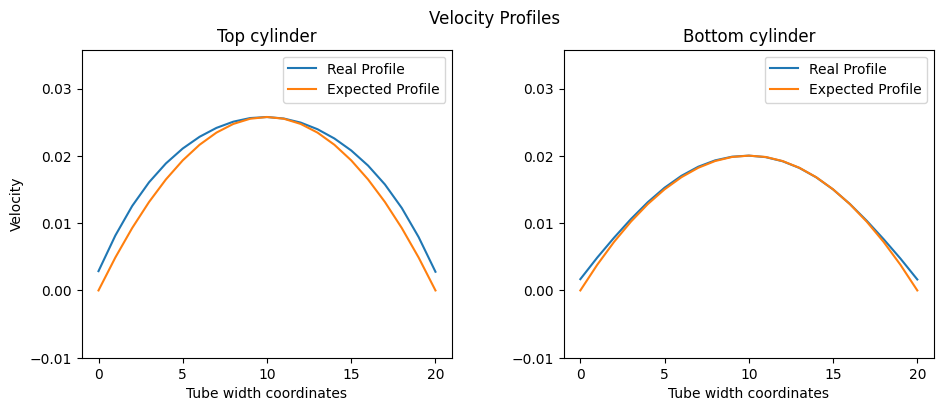 Velocity Profiles
Top cylinder
Real Profile
Expected Profile
0.03
0.02
0.01
0.00
−0.01
Velocity
0 5 10 15 20
Tube width coordinates
Bottom cylinder
Real Profile
Expected Profile
0.03
0.02
0.01
0.00
−0.01
0 5 10 15 20
Tube width coordinates